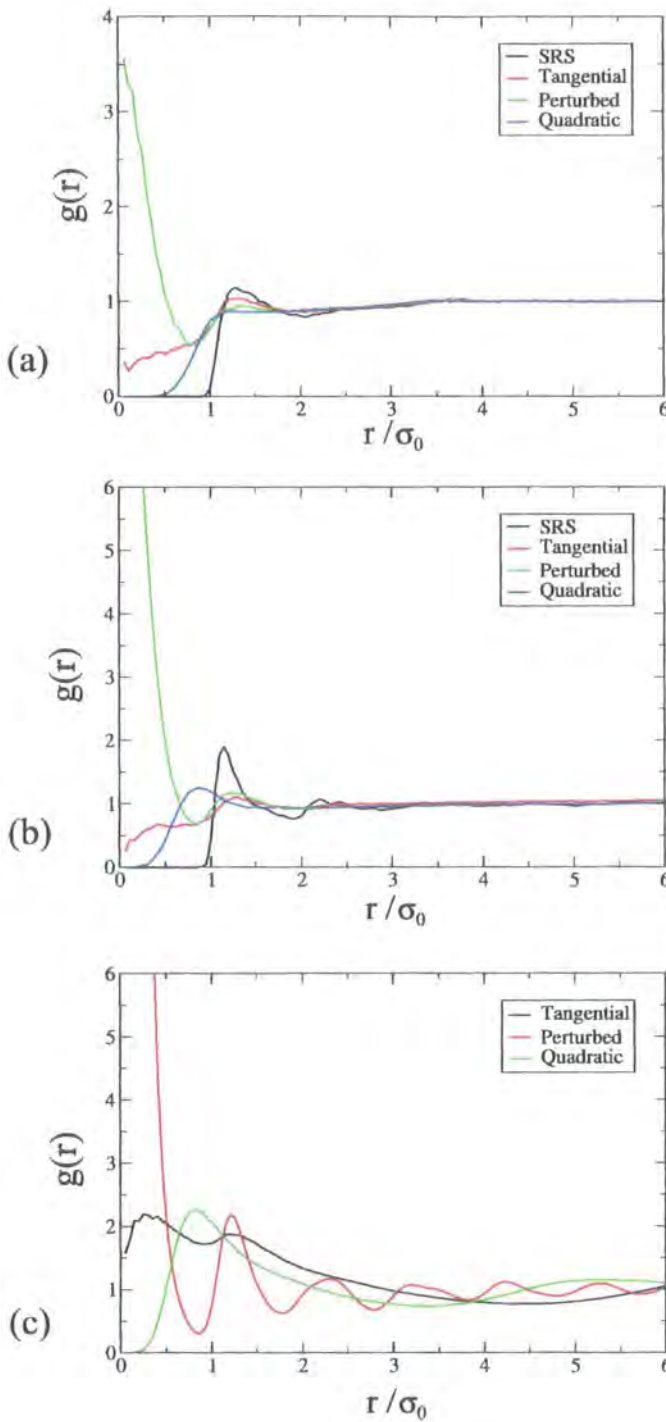 4
3
2
1
0
g(r)
SRS
Tangential
Perturbed
Quadratic
(a)
0 1 2 3 4 5 6
r/σ₀
6
5
4
3
2
1
0
g(r)
SRS
Tangential
Perturbed
Quadratic
(b)
0 1 2 3 4 5 6
r/σ₀
6
5
4
3
2
1
0
g(r)
Tangential
Perturbed
Quadratic
(c)
0 1 2 3 4 5 6
r/σ₀